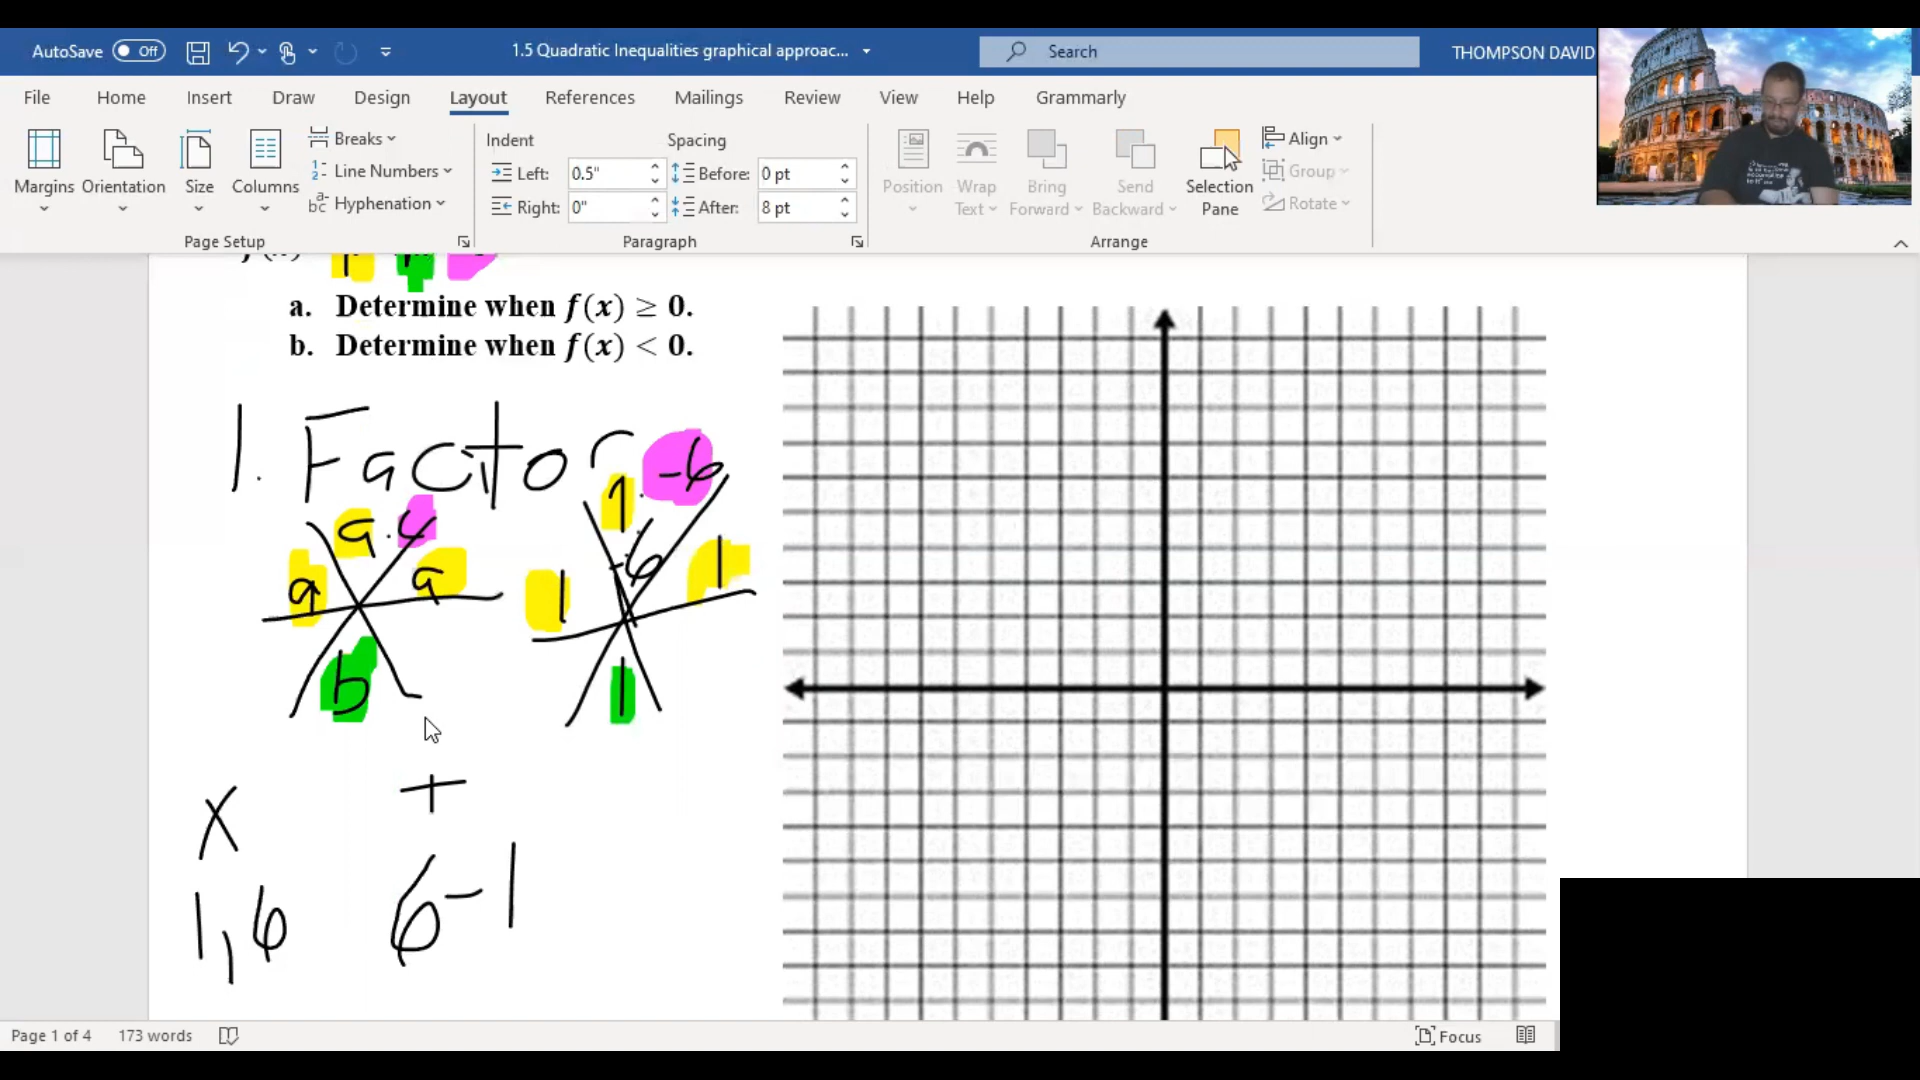 AutoSave Off 1.5 Quadratic Inequalities graphical approac... Search THOMPSON DAVID
File Home Insert Draw Design Layout References Mailings Review View Help Grammarly
Margins Orientation Size Columns
Breaks
Line Numbers
Hyphenation
Page Setup
Indent Spacing
Left: 0.5" Before: 0 pt
Right: 0" After: 8 pt
Paragraph
Position Wrap Text Bring Forward Send Backward Selection Pane
Align
Group
Rotate
Arrange
a. Determine when f(x) ≥ 0.
b. Determine when f(x) < 0.
1. Factor
a.c 1.-6
-6
a a 1 1
b 1
x +
1,6 6-1
Page 1 of 4 173 words Focus